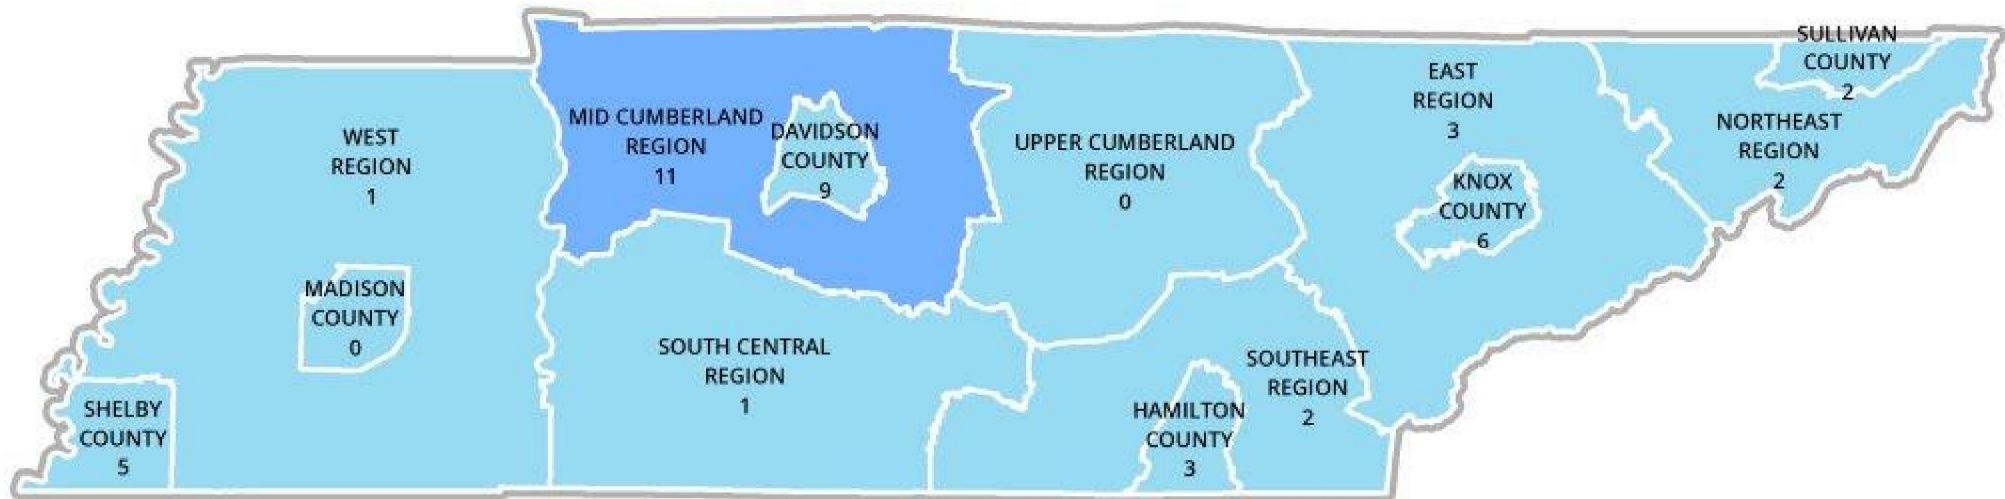 WEST
REGION
1
MADISON
COUNTY
0
SHELBY
COUNTY
5
MID CUMBERLAND
REGION
11
DAVIDSON
COUNTY
9
SOUTH CENTRAL
REGION
1
UPPER CUMBERLAND
REGION
0
SOUTHEAST
REGION
2
HAMILTON
COUNTY
3
EAST
REGION
3
KNOX
COUNTY
6
SULLIVAN
COUNTY
2
NORTHEAST
REGION
2